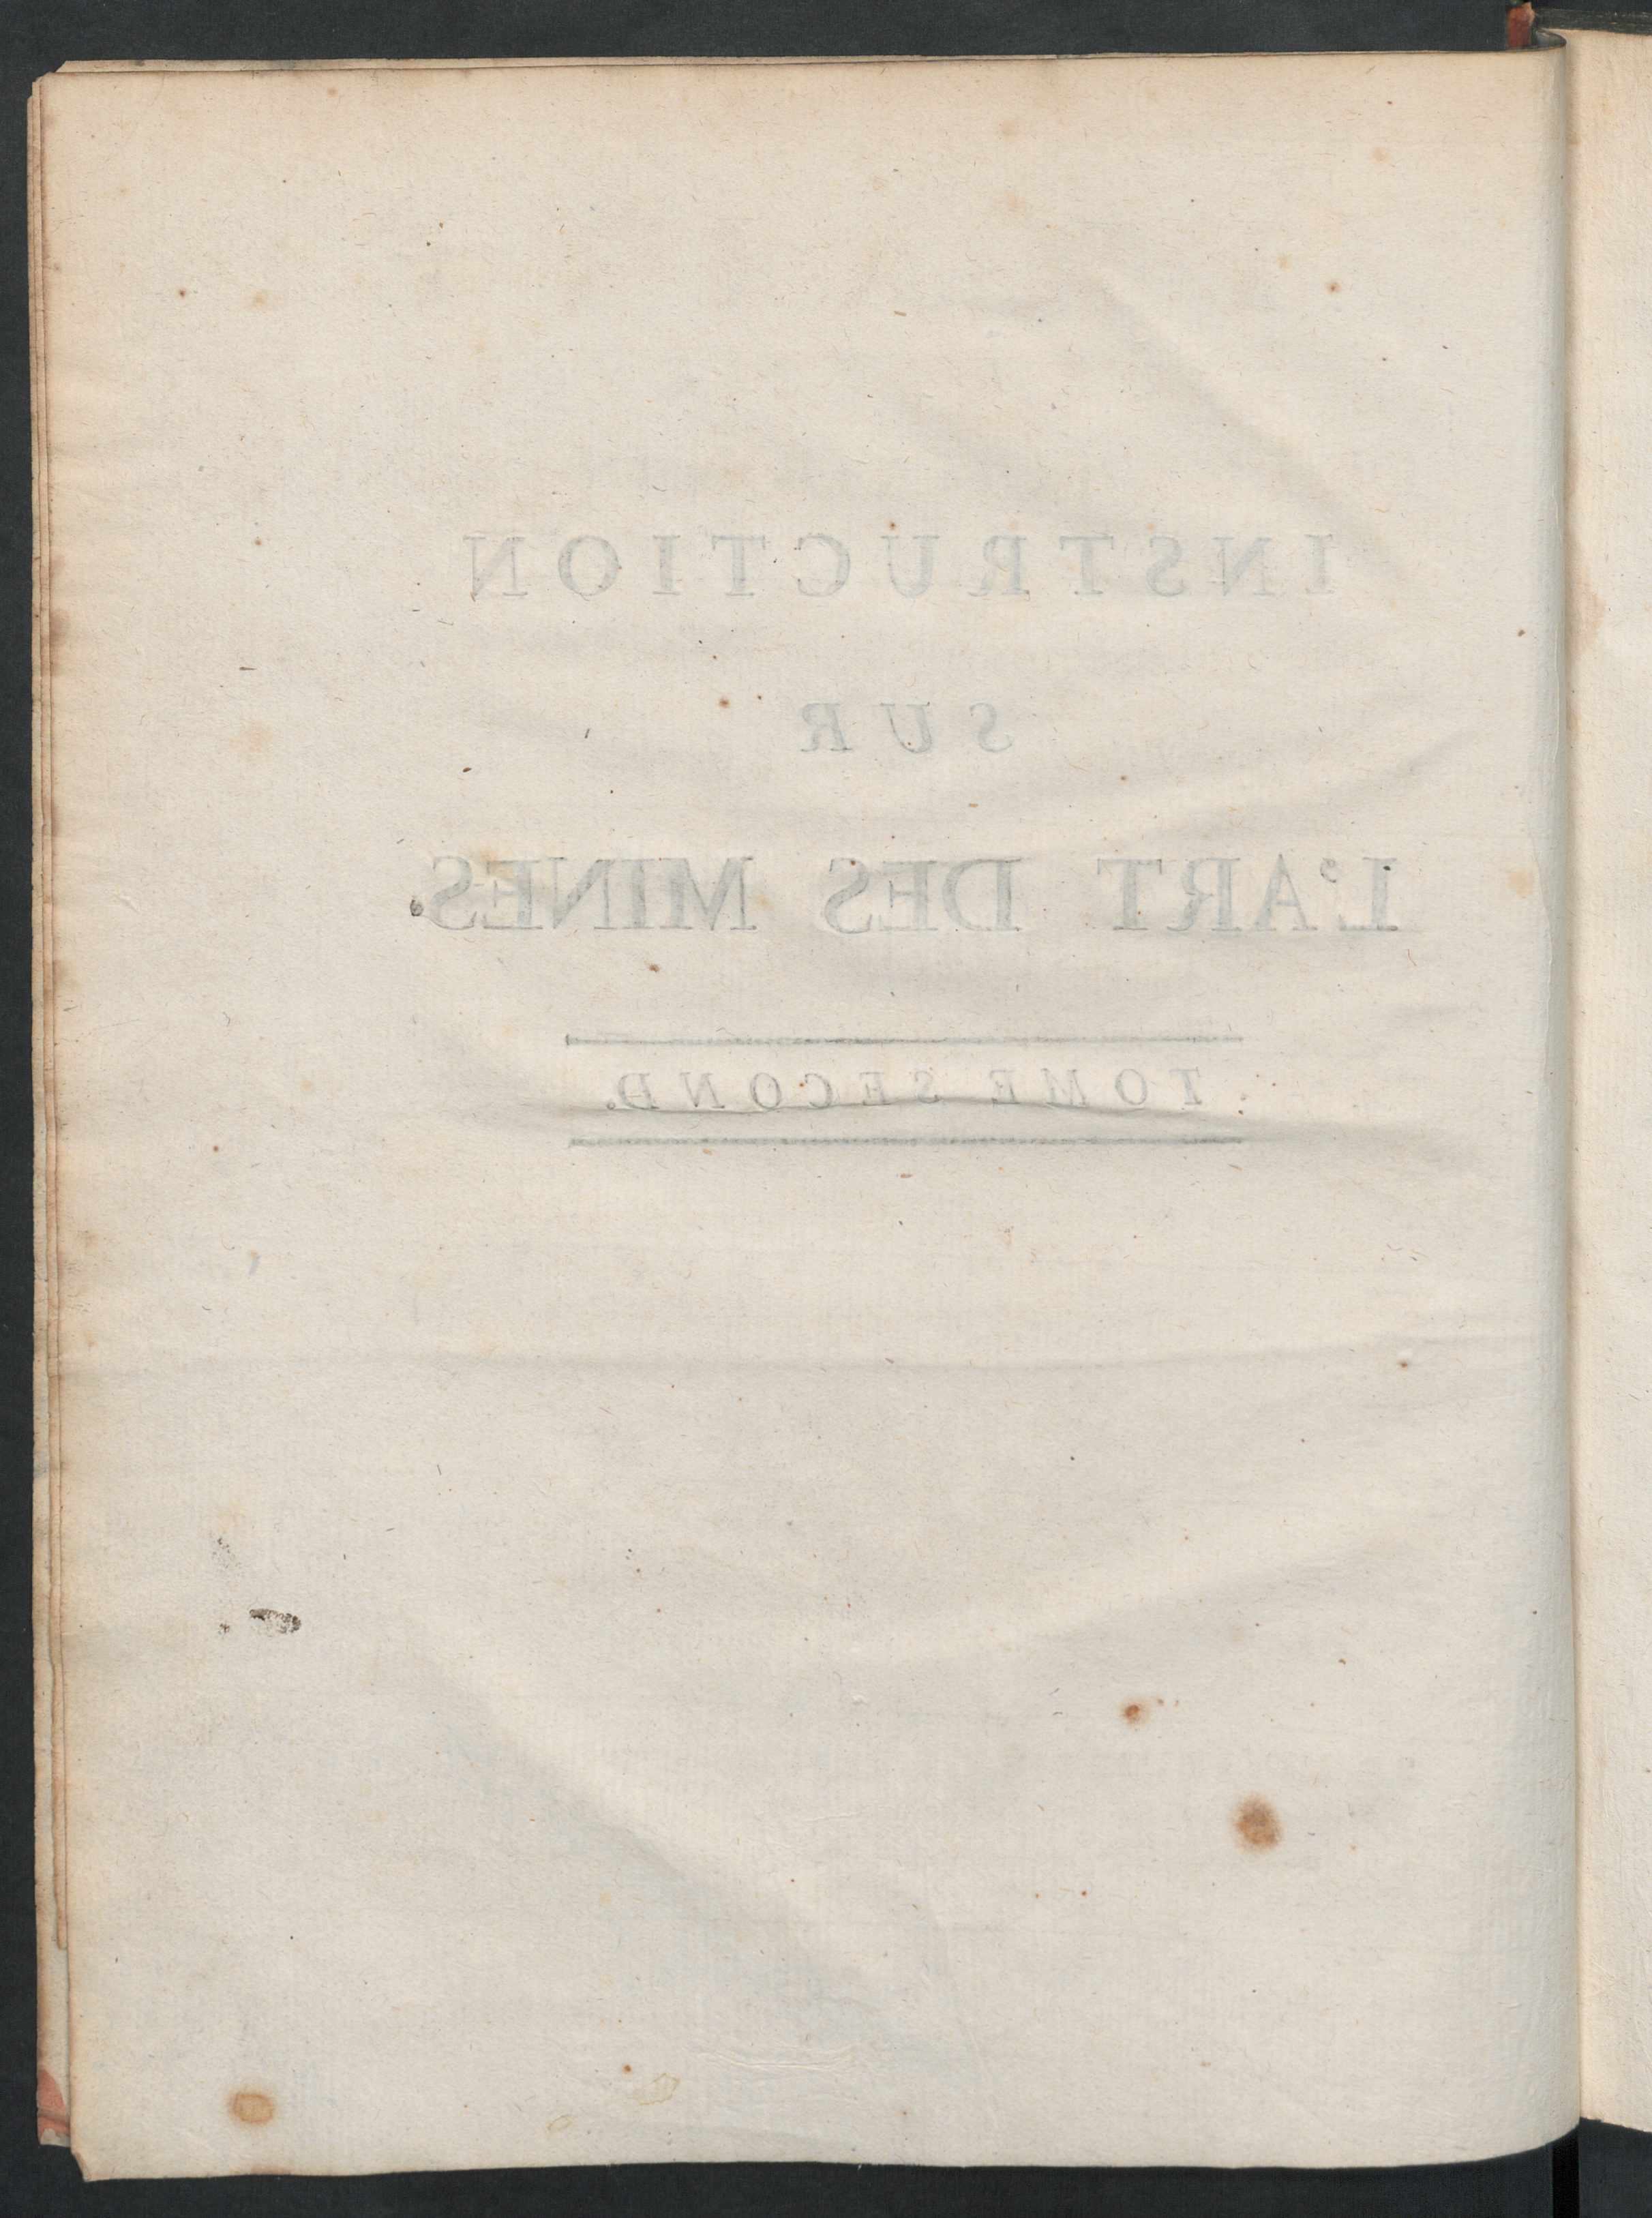 INSTRUCTION
SUR
L'ART DES MINES.
TOME SECOND.